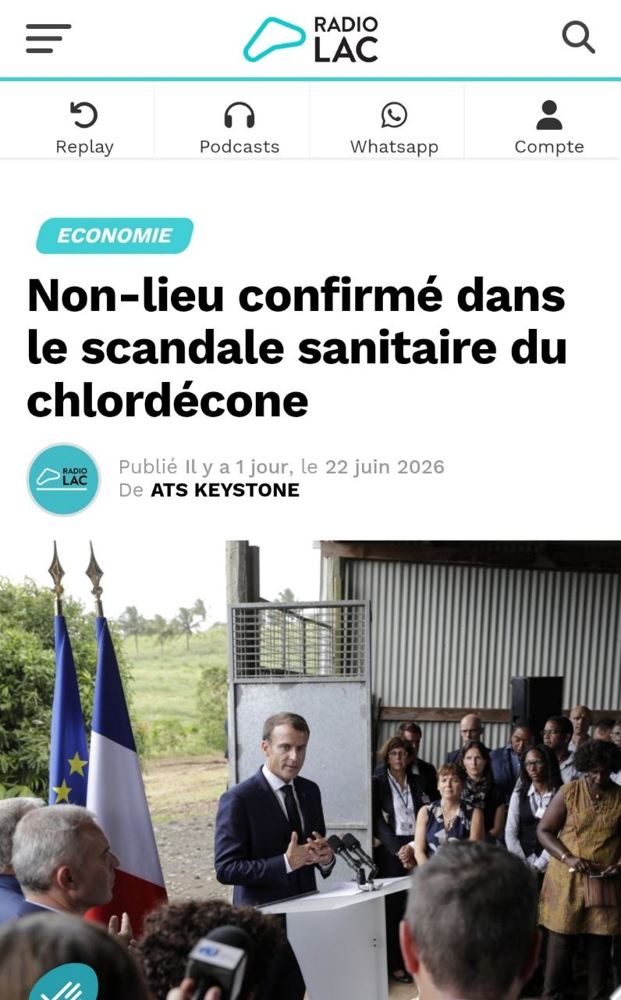 RADIO
LAC
Replay
Podcasts
Whatsapp
Compte
ECONOMIE
Non-lieu confirmé dans
le scandale sanitaire du
chlordécone
RADIO
LAC
Publié Il y a 1 jour, le 22 juin 2026
De ATS KEYSTONE